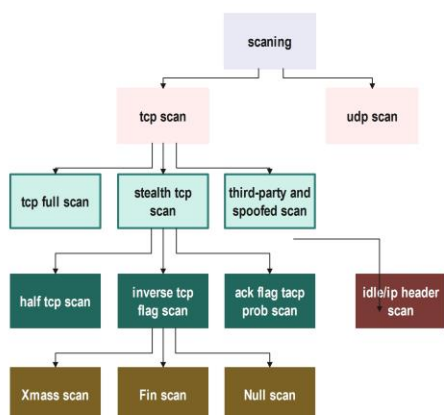 scaning
tcp scan
udp scan
tcp full scan
stealth tcp
scan
third-party and
spoofed scan
half tcp scan
inverse tcp
flag scan
ack flag tacp
prob scan
idle/ip header
scan
Xmass scan
Fin scan
Null scan